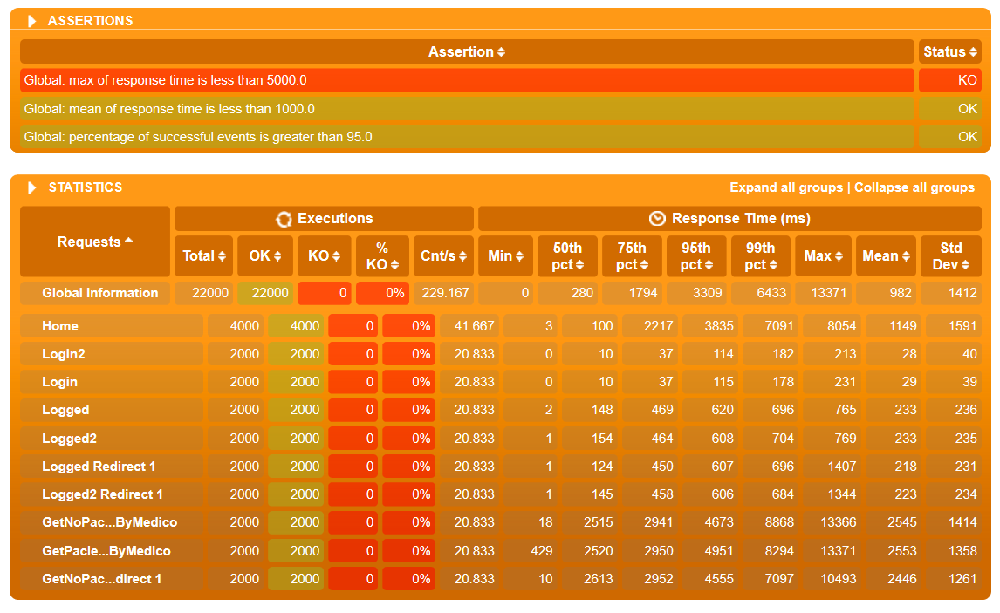 ASSERTIONS
Assertion Status
Global: max of response time is less than 5000.0 KO
Global: mean of response time is less than 1000.0 OK
Global: percentage of successful events is greater than 95.0 OK
STATISTICS Expand all groups | Collapse all groups
Requests Executions Response Time (ms)
Total OK KO % KO Cnt/s Min 50th pct 75th pct 95th pct 99th pct Max Mean Std Dev
Global Information 22000 22000 0 0% 229.167 0 280 1794 3309 6433 13371 982 1412
Home 4000 4000 0 0% 41.667 3 100 2217 3835 7091 8054 1149 1591
Login2 2000 2000 0 0% 20.833 0 10 37 114 182 213 28 40
Login 2000 2000 0 0% 20.833 0 10 37 115 178 231 29 39
Logged 2000 2000 0 0% 20.833 2 148 469 620 696 765 233 236
Logged2 2000 2000 0 0% 20.833 1 154 464 608 704 769 233 235
Logged Redirect 1 2000 2000 0 0% 20.833 1 124 450 607 696 1407 218 231
Logged2 Redirect 1 2000 2000 0 0% 20.833 1 145 458 606 684 1344 223 234
GetNoPac...ByMedico 2000 2000 0 0% 20.833 18 2515 2941 4673 8868 13366 2545 1414
GetPacie...ByMedico 2000 2000 0 0% 20.833 429 2520 2950 4951 8294 13371 2553 1358
GetNoPac...direct 1 2000 2000 0 0% 20.833 10 2613 2952 4555 7097 10493 2446 1261